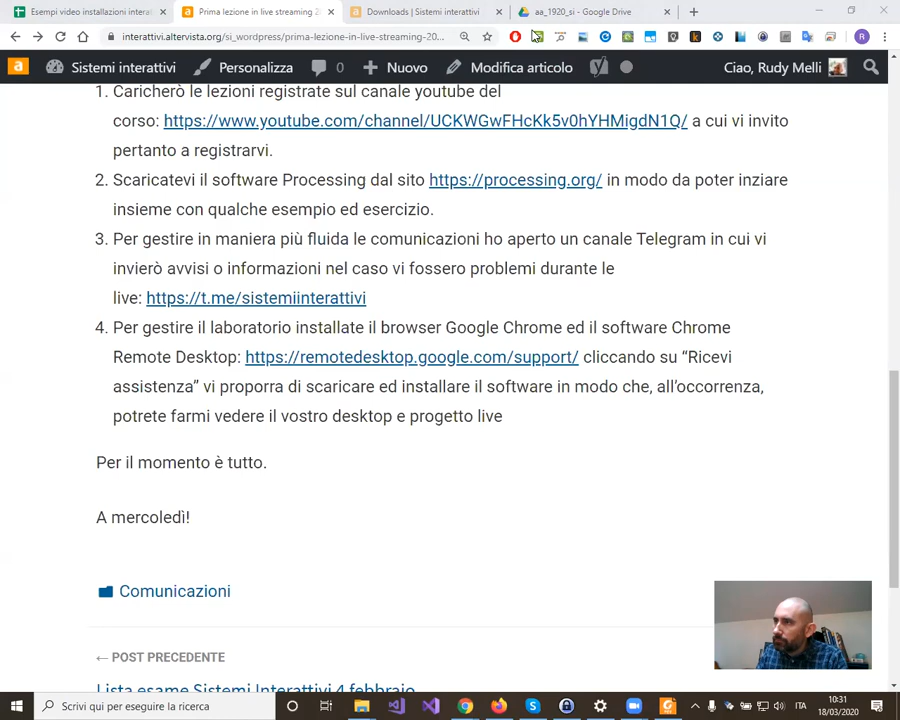 Esempi video installazioni interat
Prima lezione in live streaming 2
Downloads | Sistemi interattivi
aa_1920_si - Google Drive
interattivi.altervista.org/si_wordpress/prima-lezione-in-live-streaming-20...
Sistemi interattivi
Personalizza
0
Nuovo
Modifica articolo
Ciao, Rudy Melli
1. Caricherò le lezioni registrate sul canale youtube del
corso: https://www.youtube.com/channel/UCKWGwFHcKk5v0hYHMigdN1Q/ a cui vi invito
pertanto a registrarvi.
2. Scaricatevi il software Processing dal sito https://processing.org/ in modo da poter inziare
insieme con qualche esempio ed esercizio.
3. Per gestire in maniera più fluida le comunicazioni ho aperto un canale Telegram in cui vi
invierò avvisi o informazioni nel caso vi fossero problemi durante le
live: https://t.me/sistemiinterattivi
4. Per gestire il laboratorio installate il browser Google Chrome ed il software Chrome
Remote Desktop: https://remotedesktop.google.com/support/ cliccando su “Ricevi
assistenza” vi proporra di scaricare ed installare il software in modo che, all’occorrenza,
potrete farmi vedere il vostro desktop e progetto live
Per il momento è tutto.
A mercoledì!
Comunicazioni
← POST PRECEDENTE
Lista esame Sistemi Interattivi 4 febbraio
Scrivi qui per eseguire la ricerca
ITA
10:31
18/03/2020